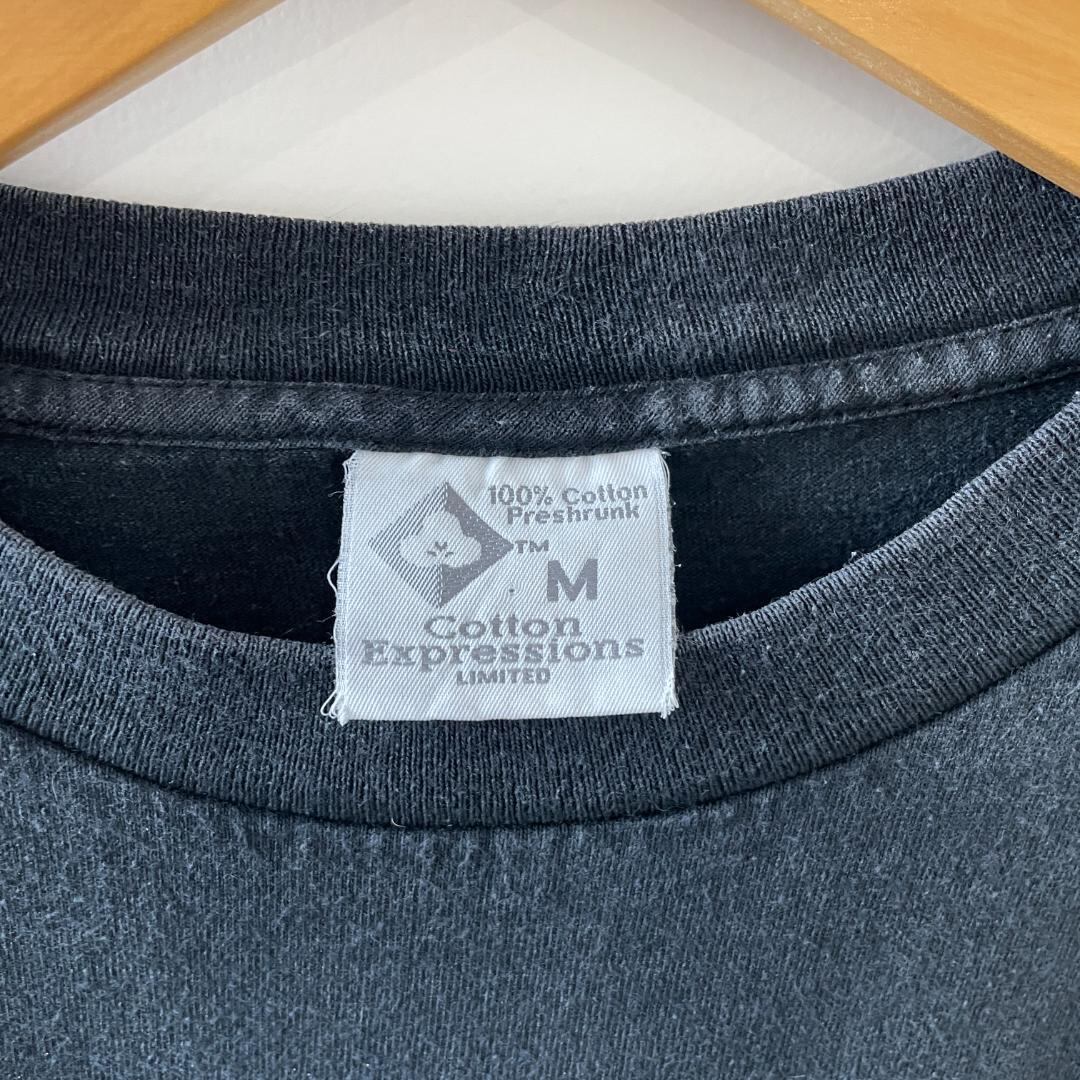 100% Cotton
Preshrunk
TM
M
Cotton
Expressions
LIMITED